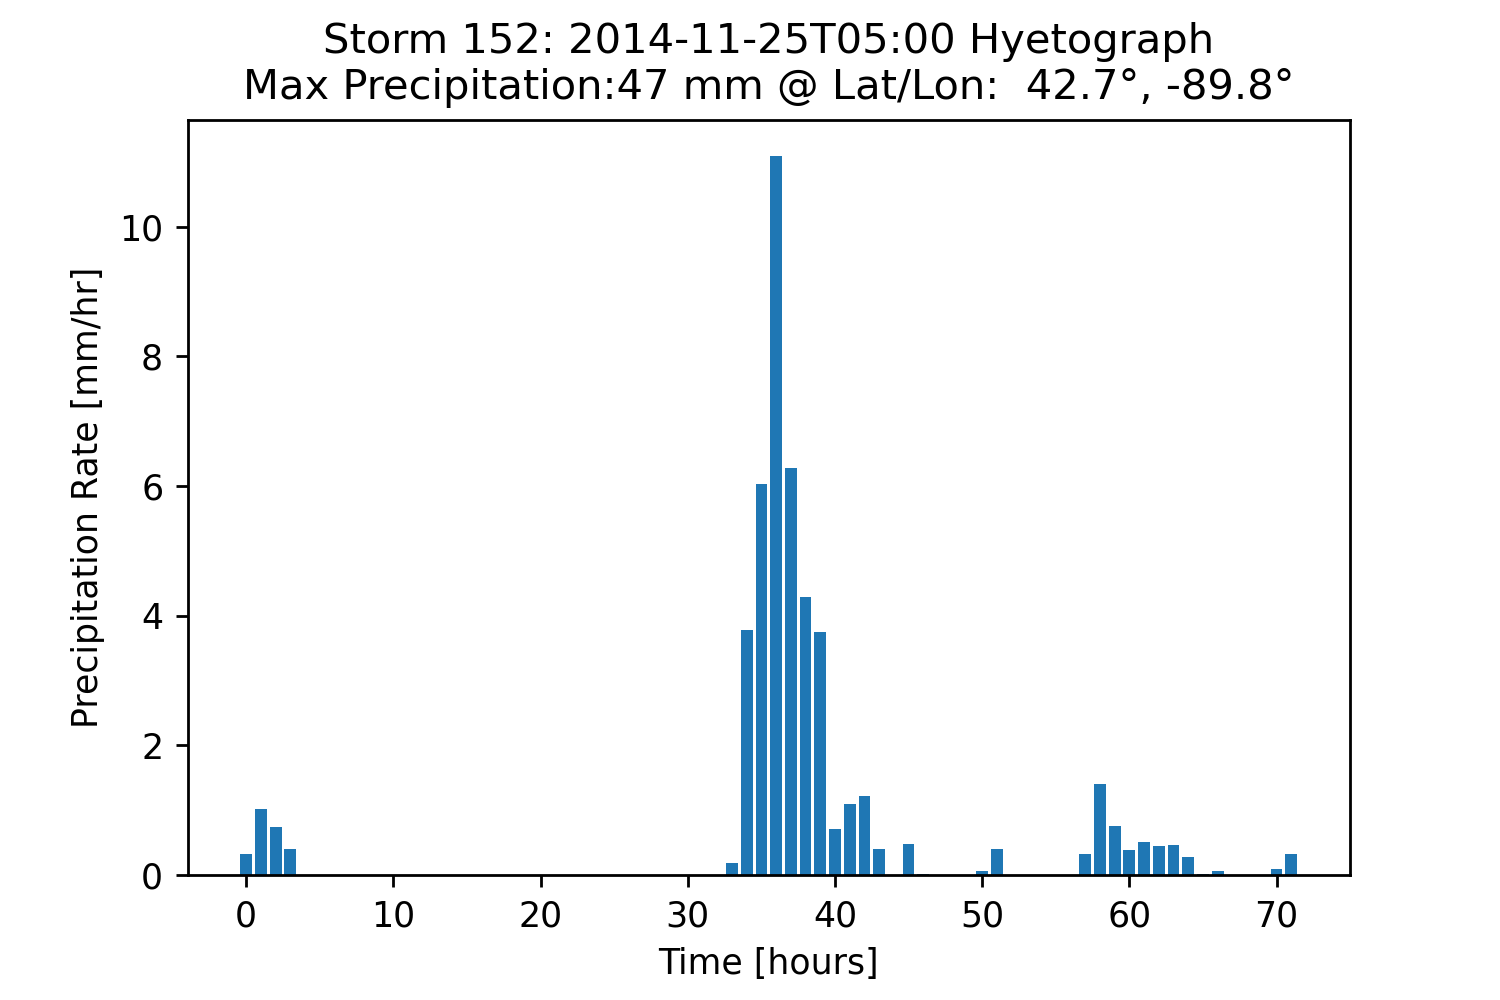 Storm 152: 2014-11-25T05:00 Hyetograph
Max Precipitation:47 mm @ Lat/Lon:  42.7°, -89.8°
Precipitation Rate [mm/hr]
10
8
6
4
2
0
0 10 20 30 40 50 60 70
Time [hours]